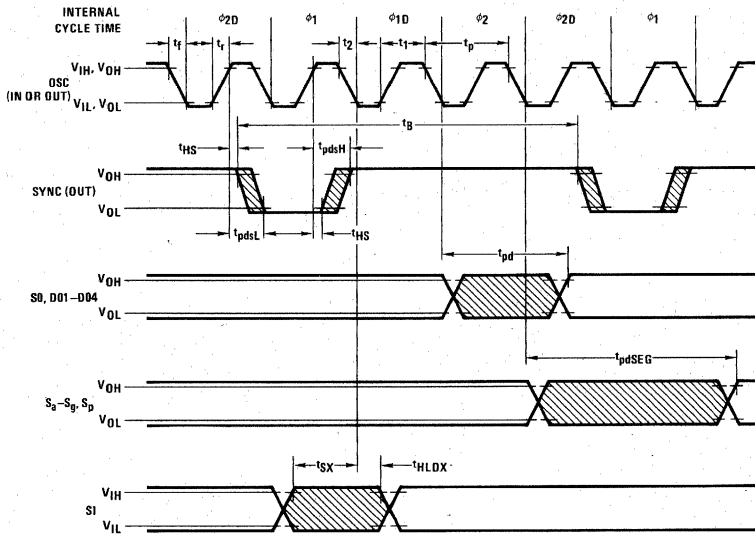 INTERNAL
CYCLE TIME
ϕ2D ϕ1 ϕ1D ϕ2 ϕ2D ϕ1
tf tr t2 t1 tp
VIH, VOH
OSC
(IN OR OUT)
VIL, VOL
tB
tHS tpdsH
VOH
SYNC (OUT)
VOL
tpdsL tHS
tpd
VOH
S0, D01–D04
VOL
tpdSEG
VOH
Sa–Sg, Sp
VOL
tSX tHLDX
VIH
SI
VIL